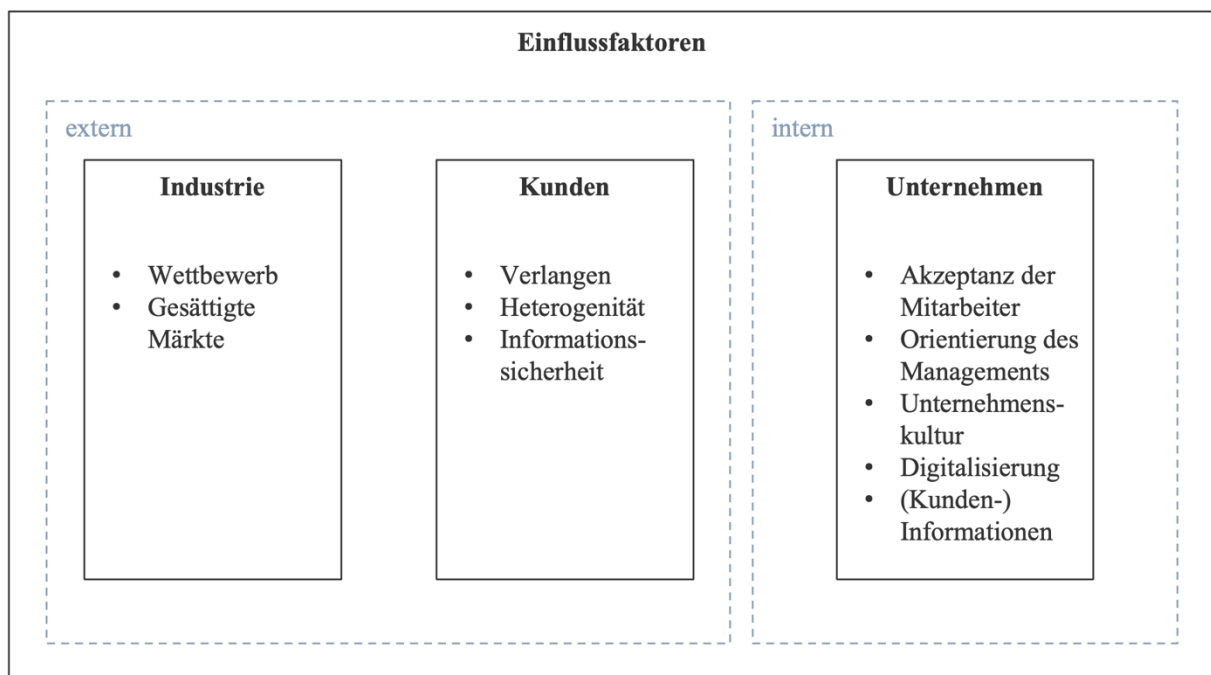 Einflussfaktoren
extern
Industrie
• Wettbewerb
• Gesättigte
Märkte
Kunden
• Verlangen
• Heterogenität
• Informations-
sicherheit
intern
Unternehmen
• Akzeptanz der
Mitarbeiter
• Orientierung des
Managements
• Unternehmens-
kultur
• Digitalisierung
• (Kunden-)
Informationen